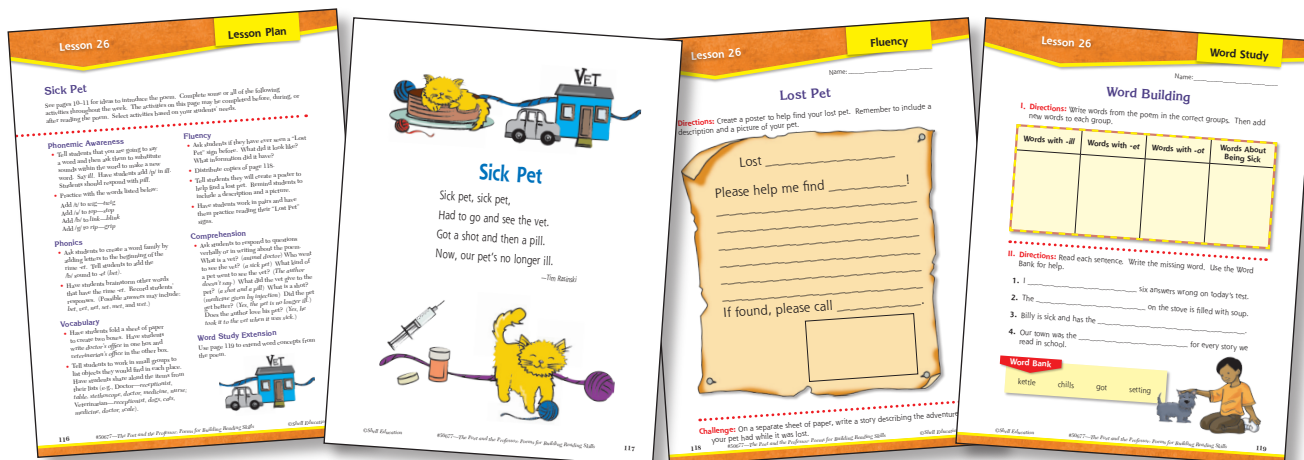 Lesson 26
Lesson Plan
Sick Pet
See pages 10–11 for ideas to introduce the poem. Complete some or all of the following
activities throughout the week. The activities on this page may be completed before, during, or
after reading the poem. Select activities based on your students' needs.
Phonemic Awareness
• Tell students that you are going to say
a word and then ask them to substitute
sounds within the word to make a new
word. Say ill. Have students add /p/ to ill.
Students should respond with pill.
• Practice with the words listed below:
Add /t/ to wig—twig
Add /s/ to top—stop
Add /b/ to link—blink
Add /g/ to rip—grip
Phonics
• Ask students to create a word family by
adding letters to the beginning of the
rime -et. Tell students to add the
/b/ sound to -et (bet).
• Have students brainstorm other words
that have the rime -et. Record students'
responses. (Possible answers may include:
bet, vet, net, set, met, and wet.)
Vocabulary
• Have students fold a sheet of paper
to create two boxes. Have students
write doctor's office in one box and
veterinarian's office in the other box.
• Tell students to work in small groups to
list objects they would find in each place.
Have students share aloud the items from
their lists (e.g., Doctor—receptionist,
table, stethoscope, doctor, medicine, nurse;
Veterinarian—receptionist, dogs, cats,
medicine, doctor, scale).
Fluency
• Ask students if they have ever seen a "Lost
Pet" sign before. What did it look like?
What information did it have?
• Distribute copies of page 118.
• Tell students they will create a poster to
help find a lost pet. Remind students to
include a description and a picture.
• Have students work in pairs and have
them practice reading their "Lost Pet"
signs.
Comprehension
• Ask students to respond to questions
verbally or in writing about the poem.
What is a vet? (animal doctor) Who went
to see the vet? (a sick pet) What kind of
a pet went to see the vet? (The author
doesn't say.) What did the vet give to the
pet? (a shot and a pill) What is a shot?
(medicine given by injection) Did the pet
get better? (Yes, the pet is no longer ill.)
Does the author love his pet? (Yes, he
took it to the vet when it was sick.)
Word Study Extension
Use page 119 to extend word concepts from
the poem.
VET
©Shell Education
116
#50627—The Poet and the Professor: Poems for Building Reading Skills
VET
Sick Pet
Sick pet, sick pet,
Had to go and see the vet.
Got a shot and then a pill.
Now, our pet's no longer ill.
—Tim Rasinski
#50627—The Poet and the Professor: Poems for Building Reading Skills
117
Lesson 26
Fluency
Name:
Lost Pet
Directions: Create a poster to help find your lost pet. Remember to include a
description and a picture of your pet.
Lost
Please help me find !
If found, please call .
Challenge: On a separate sheet of paper, write a story describing the adventure
your pet had while it was lost.
118
#50627—The Poet and the Professor: Poems for Building Reading Skills
©Shell Education
Lesson 26
Word Study
Name:
Word Building
I. Directions: Write words from the poem in the correct groups. Then add
new words to each group.
Words with -ill
Words with -et
Words with -ot
Words About
Being Sick
II. Directions: Read each sentence. Write the missing word. Use the Word
Bank for help.
1. I six answers wrong on today's test.
2. The on the stove is filled with soup.
3. Billy is sick and has the .
4. Our town was the for every story we
read in school.
Word Bank
kettle chills got setting
©Shell Education
#50627—The Poet and the Professor: Poems for Building Reading Skills
119